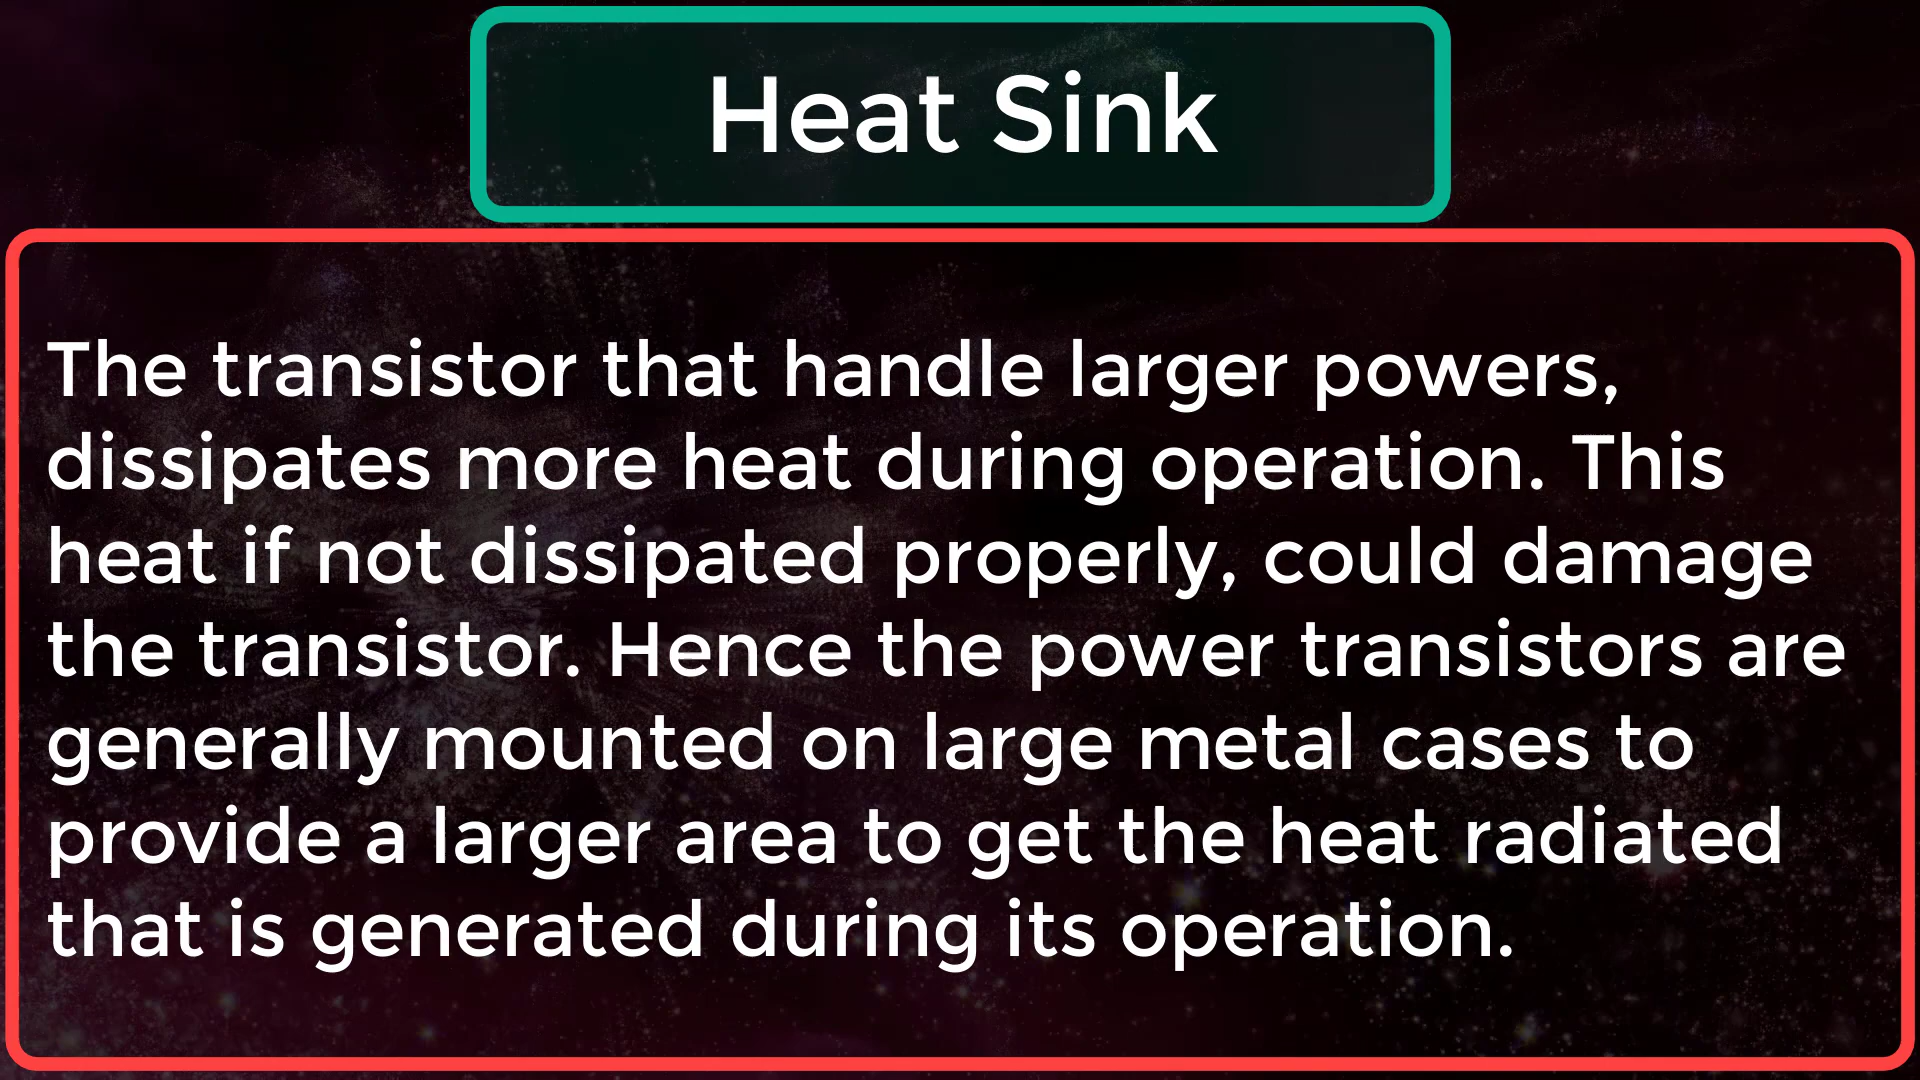 Heat Sink
The transistor that handle larger powers,
dissipates more heat during operation. This
heat if not dissipated properly, could damage
the transistor. Hence the power transistors are
generally mounted on large metal cases to
provide a larger area to get the heat radiated
that is generated during its operation.